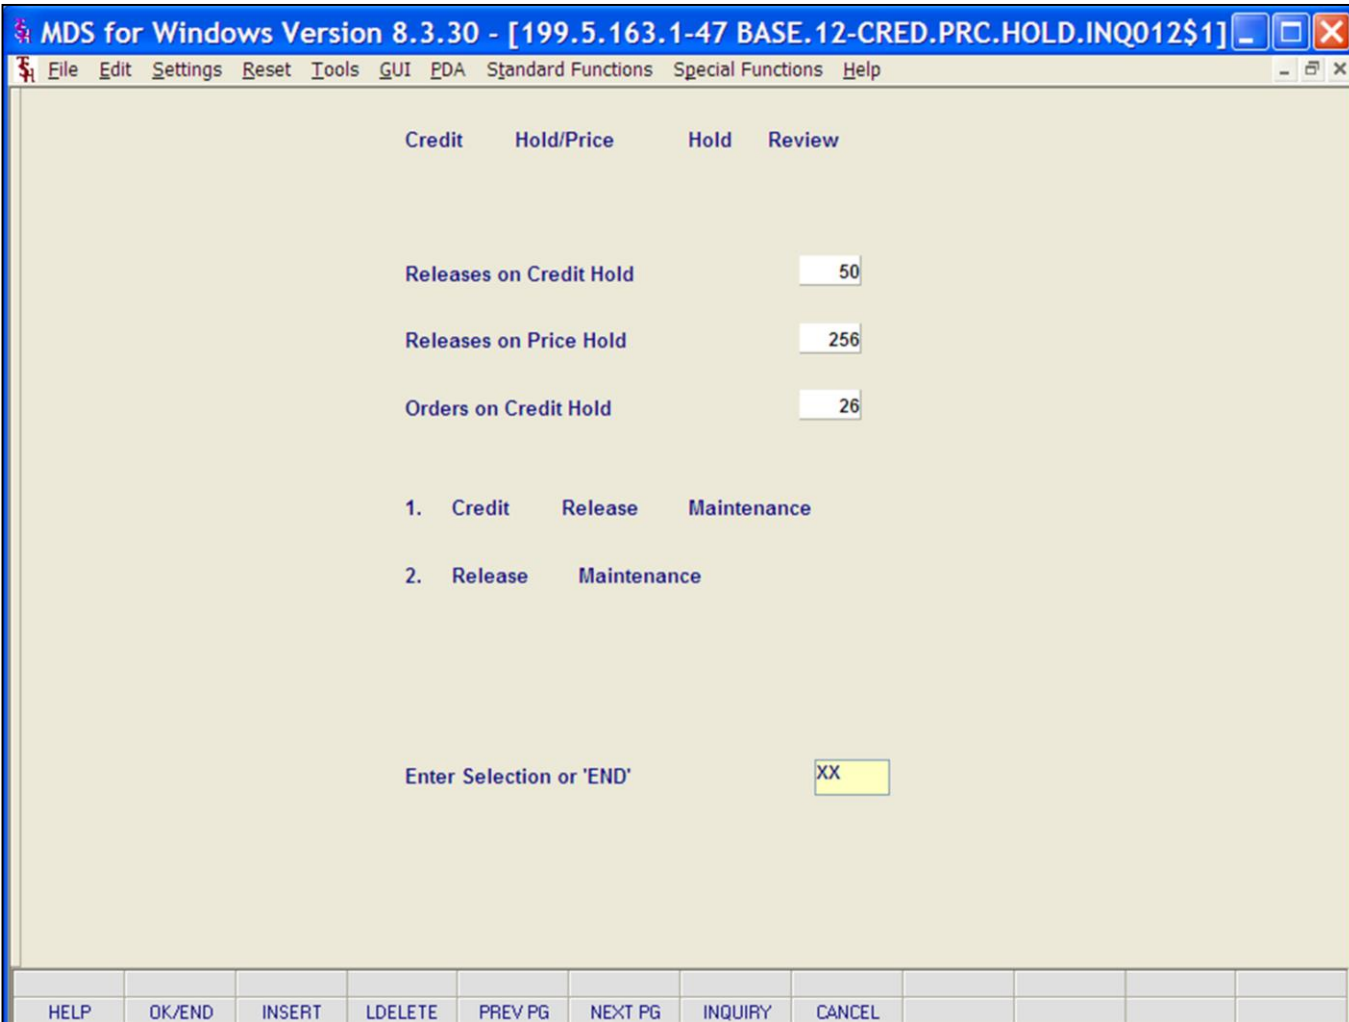 MDS for Windows Version 8.3.30 - [199.5.163.1-47 BASE.12-CRED.PRC.HOLD.INQ012$1]
File Edit Settings Reset Tools GUI PDA Standard Functions Special Functions Help
Credit Hold/Price Hold Review
Releases on Credit Hold 50
Releases on Price Hold 256
Orders on Credit Hold 26
1. Credit Release Maintenance
2. Release Maintenance
Enter Selection or 'END' XX
HELP OK/END INSERT LDELETE PREV PG NEXT PG INQUIRY CANCEL